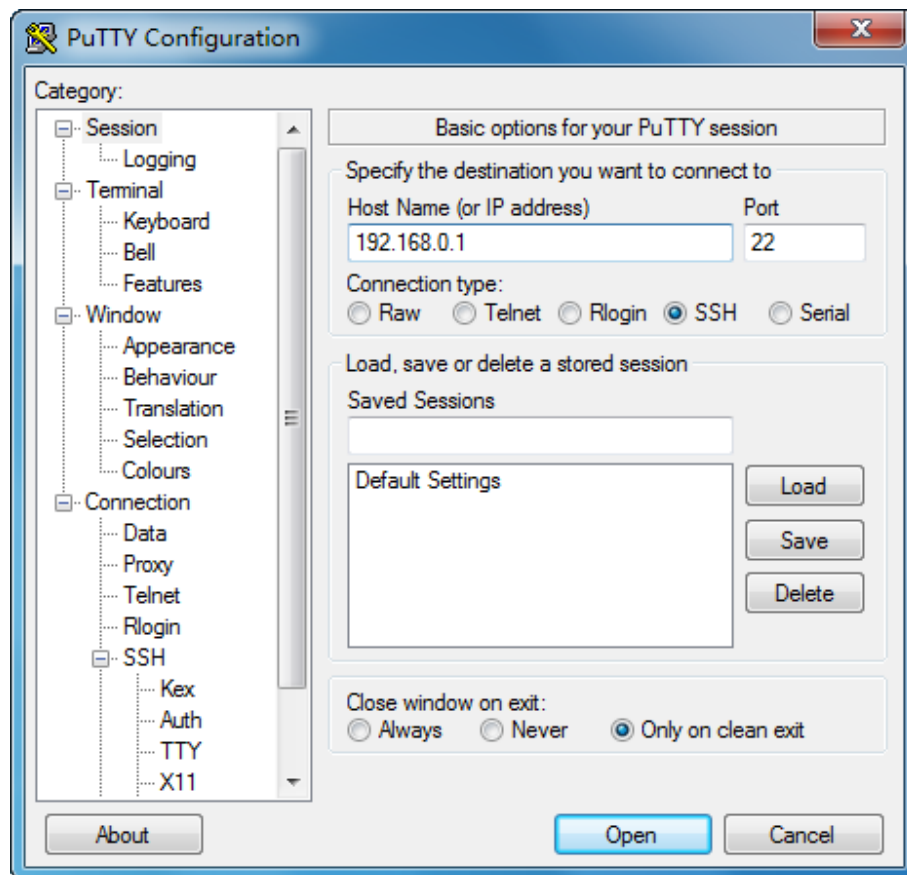 PuTTY Configuration
Category:
Session
Logging
Terminal
Keyboard
Bell
Features
Window
Appearance
Behaviour
Translation
Selection
Colours
Connection
Data
Proxy
Telnet
Rlogin
SSH
Kex
Auth
TTY
X11
Basic options for your PuTTY session
Specify the destination you want to connect to
Host Name (or IP address) Port
192.168.0.1 22
Connection type:
Raw Telnet Rlogin SSH Serial
Load, save or delete a stored session
Saved Sessions
Default Settings
Load
Save
Delete
Close window on exit:
Always Never Only on clean exit
About Open Cancel